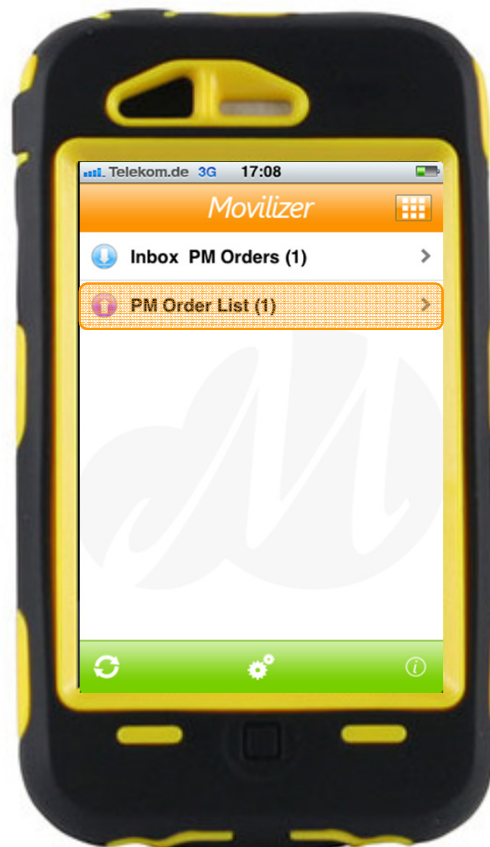 Telekom.de 3G 17:08
Movilizer
Inbox PM Orders (1)
PM Order List (1)